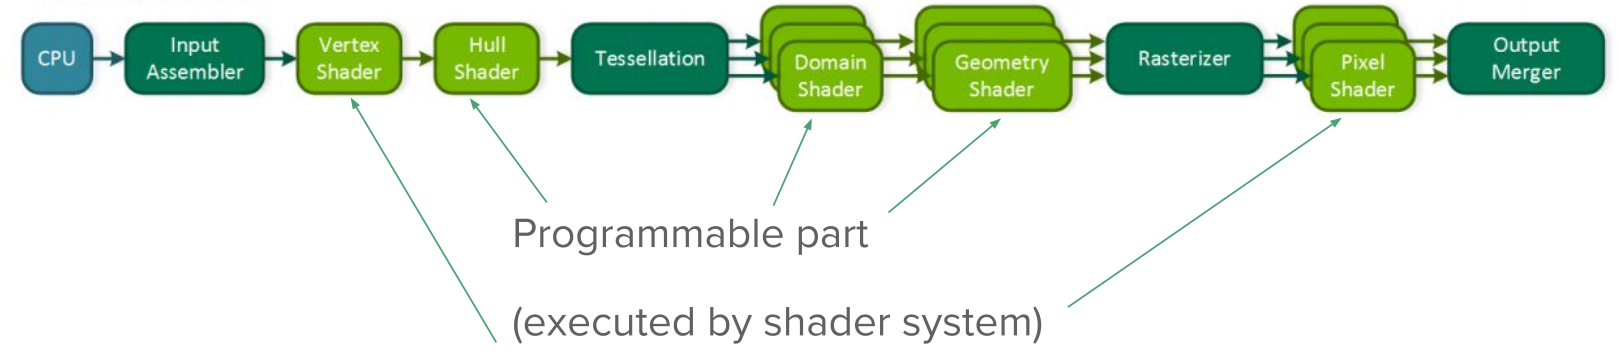 CPU
Input
Assembler
Vertex
Shader
Hull
Shader
Tessellation
Domain
Shader
Geometry
Shader
Rasterizer
Pixel
Shader
Output
Merger
Programmable part
(executed by shader system)